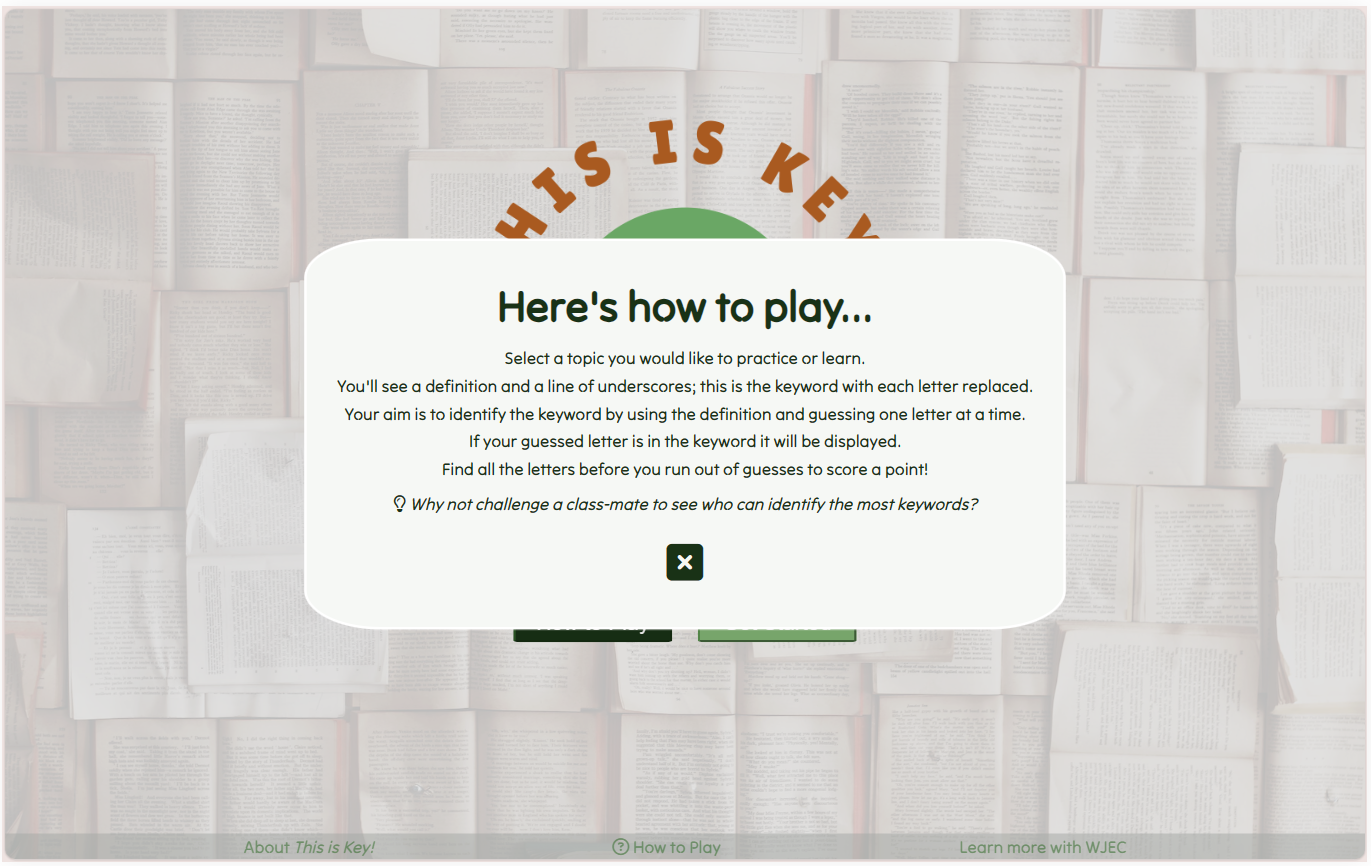 HIS IS KEY
Here's how to play...
Select a topic you would like to practice or learn.
You'll see a definition and a line of underscores; this is the keyword with each letter replaced.
Your aim is to identify the keyword by using the definition and guessing one letter at a time.
If your guessed letter is in the keyword it will be displayed.
Find all the letters before you run out of guesses to score a point!
Why not challenge a class-mate to see who can identify the most keywords?
About This is Key!
How to Play
Learn more with WJEC